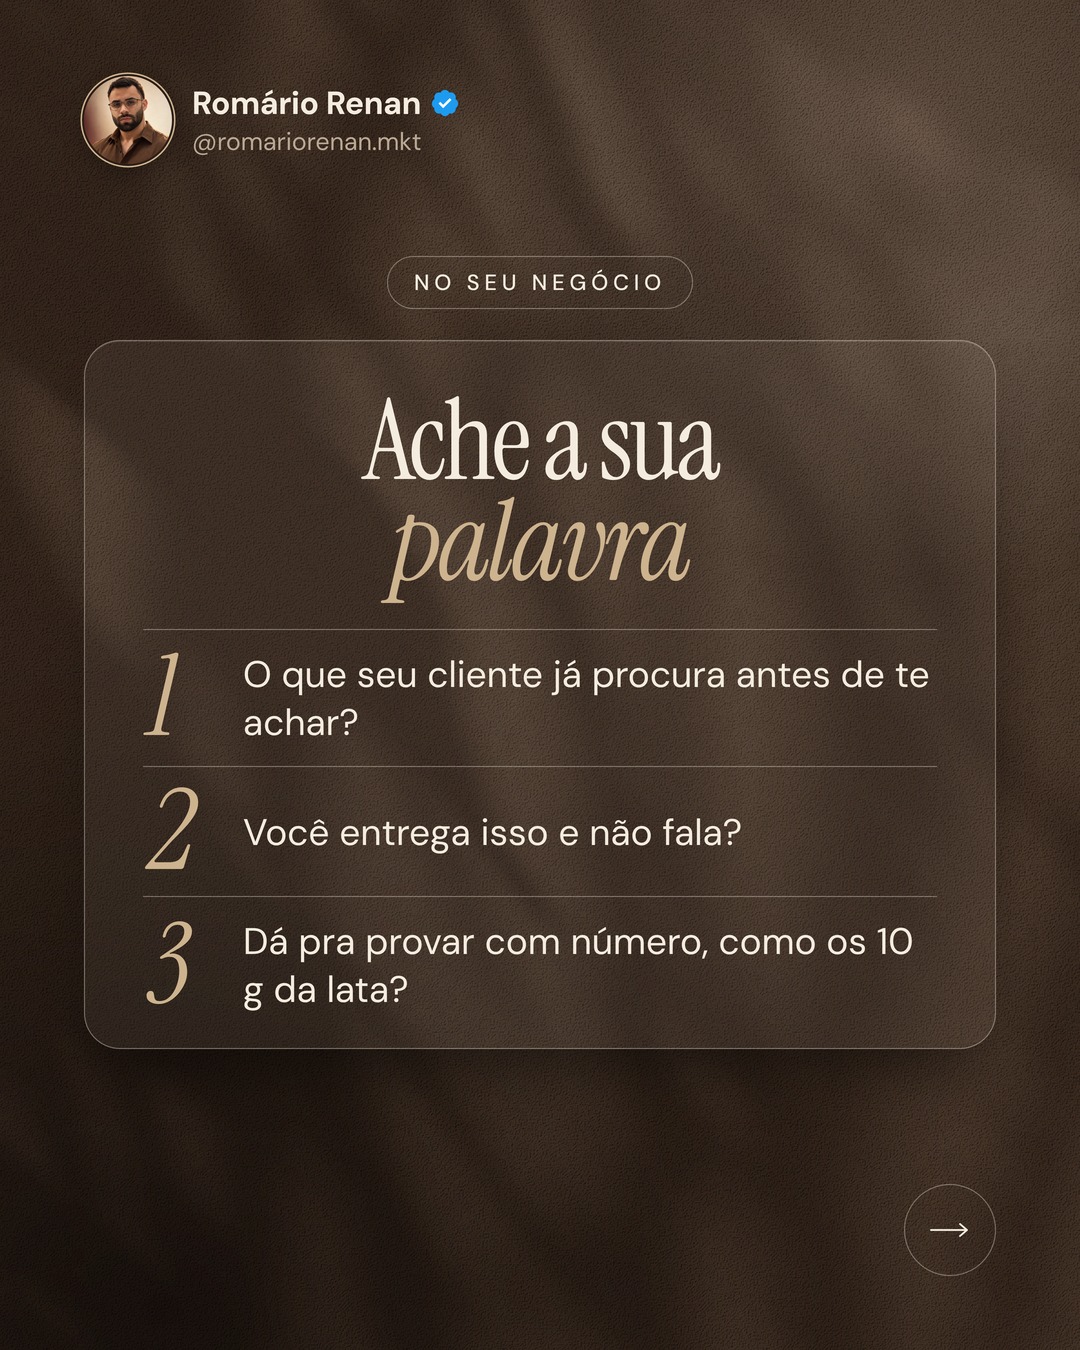 Romário Renan
@romariorenan.mkt
NO SEU NEGÓCIO
Ache a sua
palavra
1
O que seu cliente já procura antes de te
achar?
2
Você entrega isso e não fala?
3
Dá pra provar com número, como os 10
g da lata?